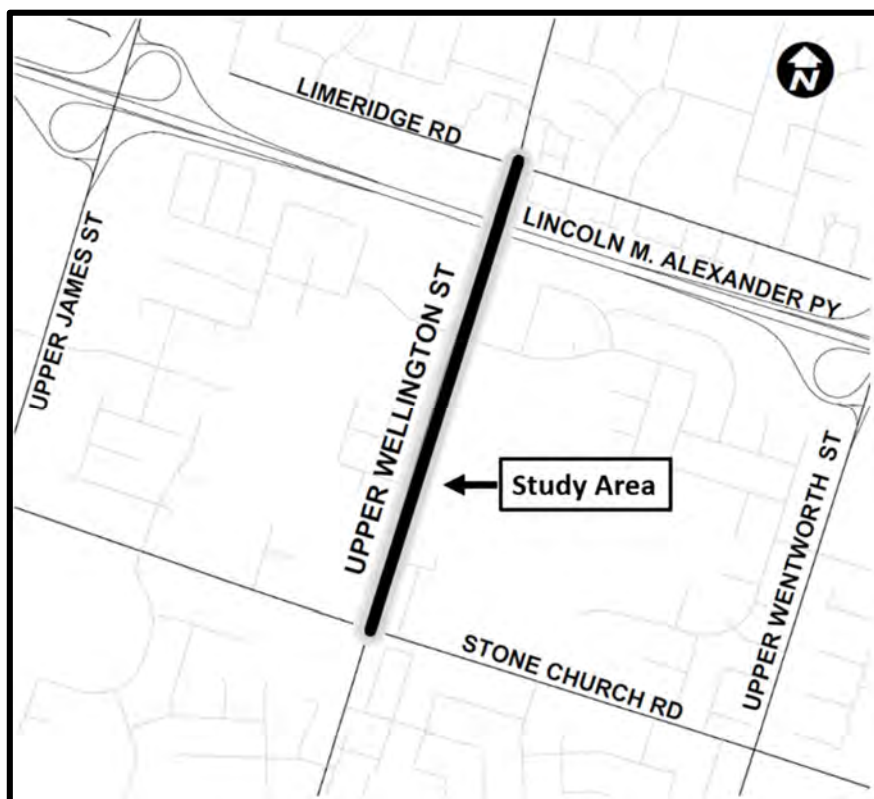 N
LIMERIDGE RD
LINCOLN M. ALEXANDER PY
UPPER JAMES ST
UPPER WELLINGTON ST
Study Area
UPPER WENTWORTH ST
STONE CHURCH RD